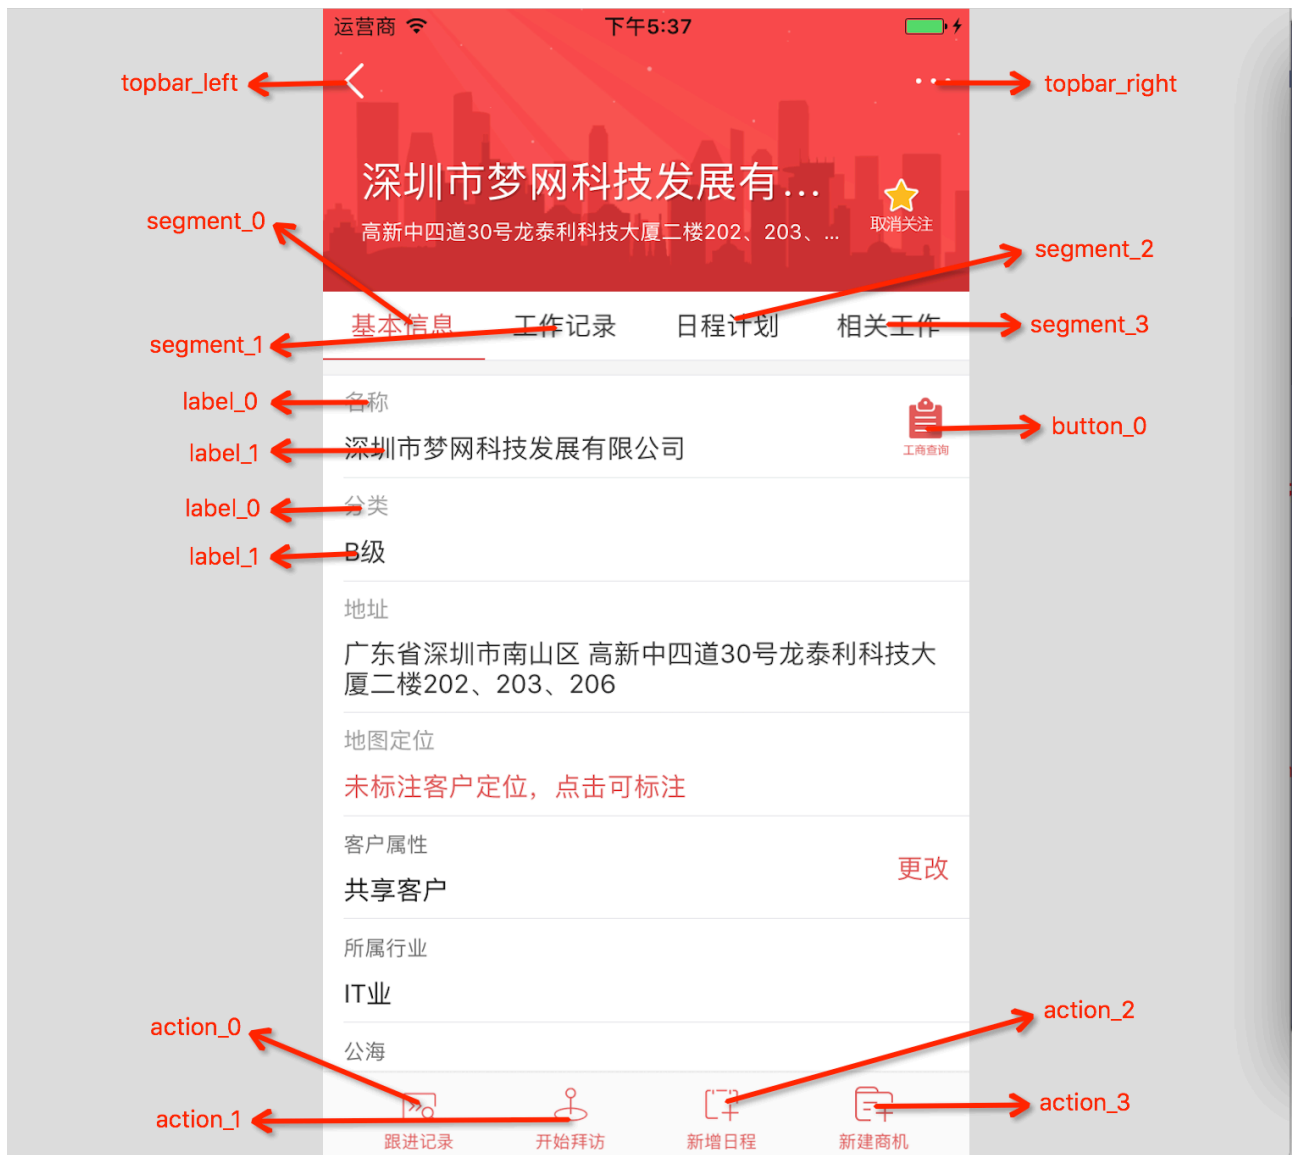 运营商
下午5:37
topbar_left
topbar_right
深圳市梦网科技发展有...
高新中四道30号龙泰利科技大厦二楼202、203、...
取消关注
segment_0
segment_2
基本信息
工作记录
日程计划
相关工作
segment_1
segment_3
label_0
名称
label_1
深圳市梦网科技发展有限公司
工商查询
button_0
label_0
分类
label_1
B级
地址
广东省深圳市南山区 高新中四道30号龙泰利科技大
厦二楼202、203、206
地图定位
未标注客户定位，点击可标注
客户属性
共享客户
更改
所属行业
IT业
公海
action_0
action_2
action_1
action_3
跟进记录
开始拜访
新增日程
新建商机